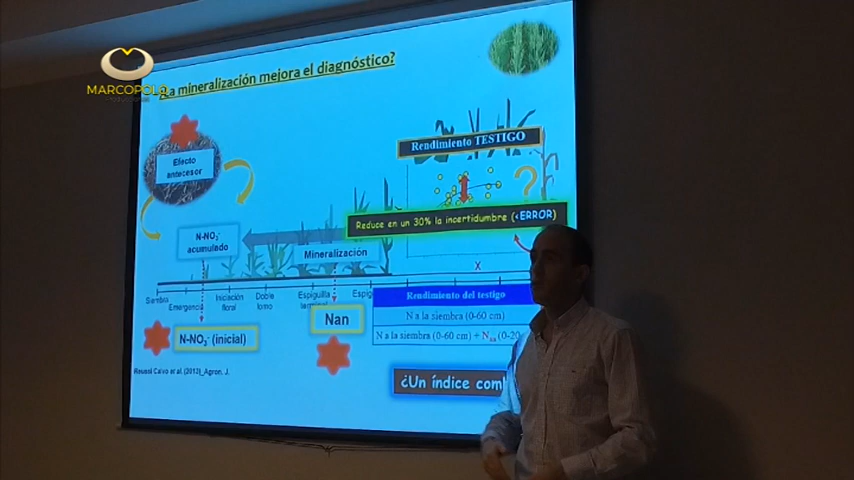 MARCOPOLO
¿La mineralización mejora el diagnóstico?
Efecto
antecesor
Rendimiento TESTIGO
?
Reduce en un 30% la incertidumbre (<ERROR)
N-NO3-
acumulado
Mineralización
X
Siembra
Emergencia
Iniciación
floral
Doble
lomo
Espiguilla
Espig
Rendimiento del testigo
N a la siembra (0-60 cm)
N a la siembra (0-60 cm) + Nan (0-20
N-NO3- (inicial)
Nan
Reussi Calvo et al. (2013)_Agron. J.
¿Un índice com